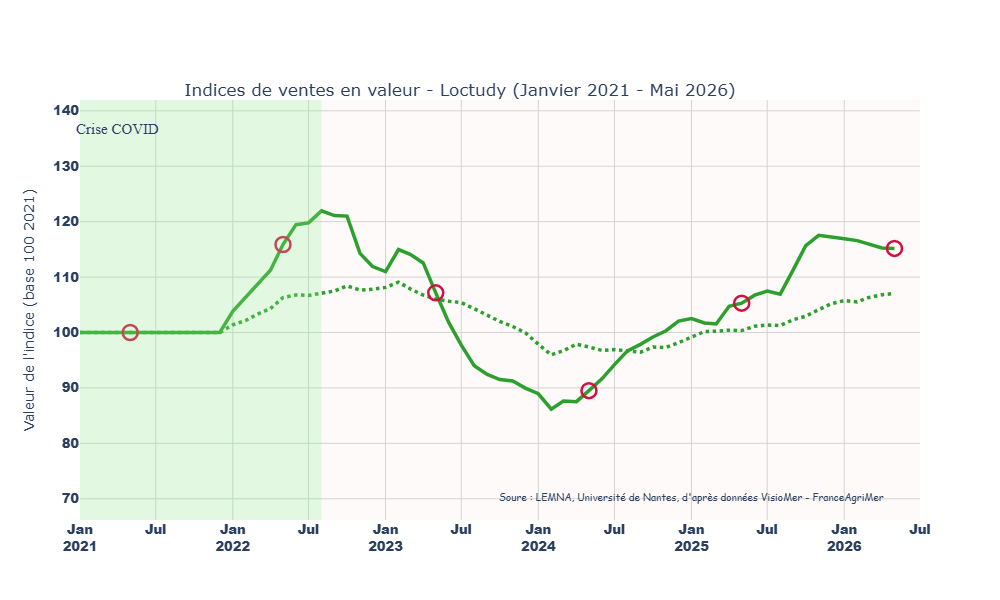 Indices de ventes en valeur - Loctudy (Janvier 2021 - Mai 2026)
Valeur de l'Indice (base 100 2021)
140
Crise COVID
130
120
110
100
90
80
70
Soure : LEMNA, Université de Nantes, d'après données VisioMer - FranceAgriMer
Jan Jul Jan Jul Jan Jul Jan Jul Jan Jul Jan Jul
2021 2022 2023 2024 2025 2026